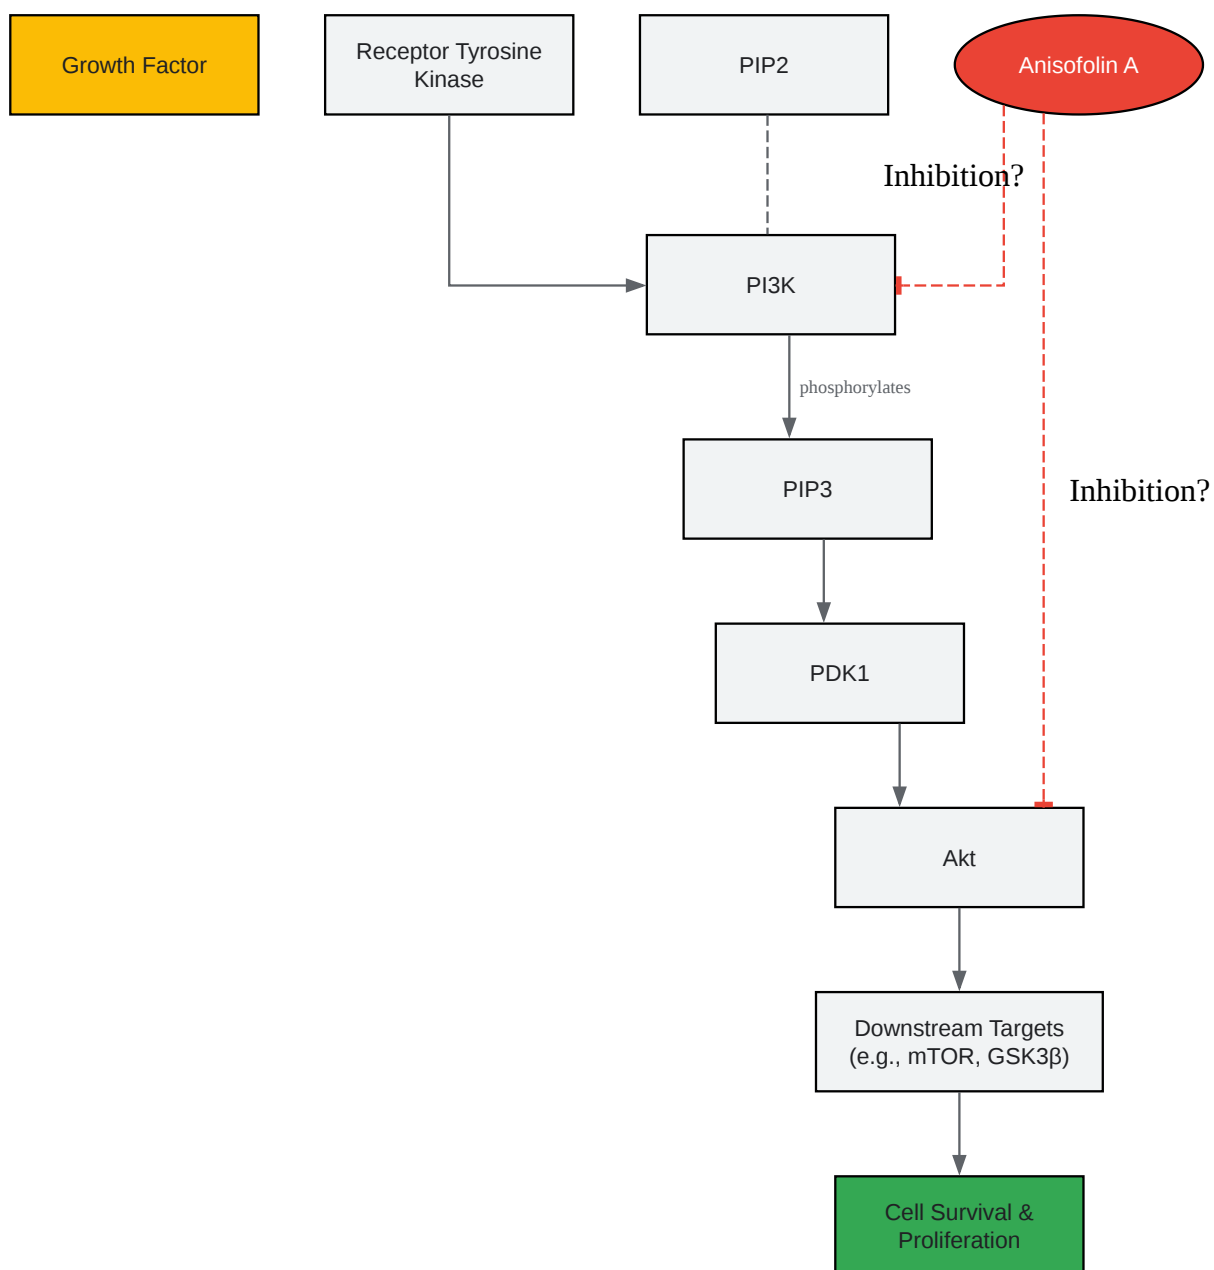 Growth Factor
Receptor Tyrosine
Kinase
PIP2
Anisofolin A
Inhibition?
PI3K
phosphorylates
PIP3
Inhibition?
PDK1
Akt
Downstream Targets
(e.g., mTOR, GSK3β)
Cell Survival &
Proliferation